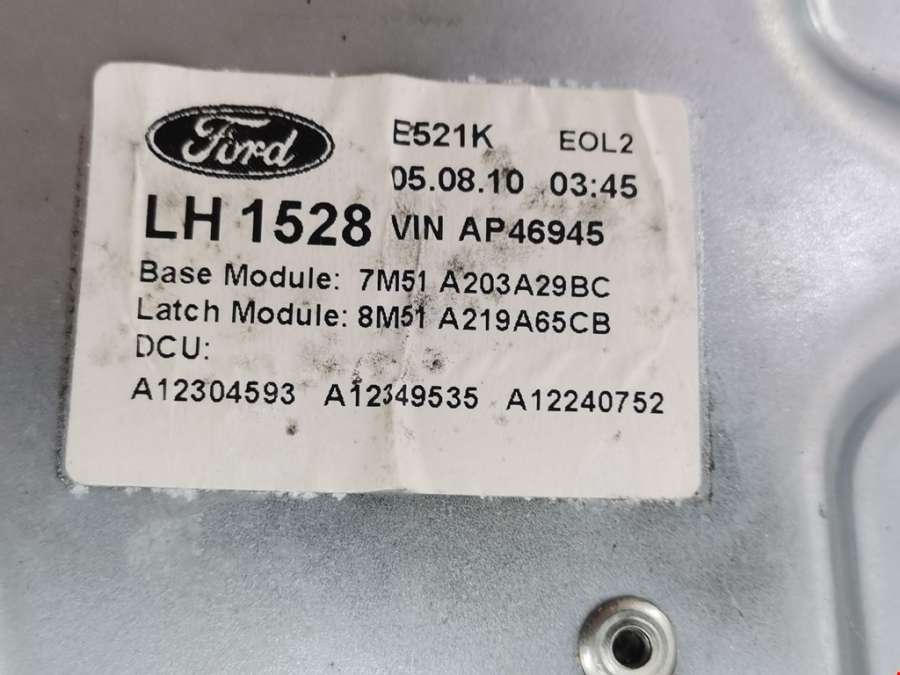 Ford
B521K EOL2
05.08.10 03:45
LH 1528 VIN AP46945
Base Module: 7M51 A203A29BC
Latch Module: 8M51 A219A65CB
DCU:
A12304593 A12349535 A12240752